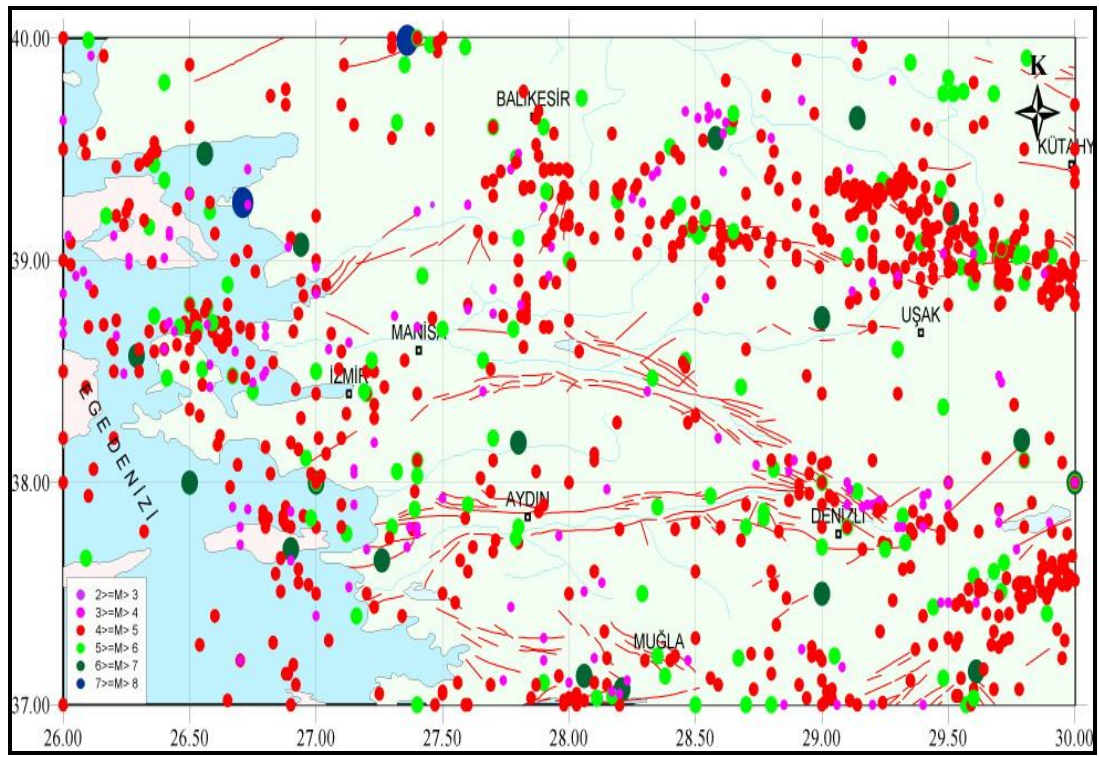 40.00
K
BALIKESİR
KÜTAHY
39.00
UŞAK
MANİSA
İZMİR
EGE DENİZİ
38.00
AYDIN
DENİZLİ
2>=M> 3
3>=M> 4
4>=M> 5
5>=M> 6
6>=M> 7
7>=M> 8
MUĞLA
37.00
26.00 26.50 27.00 27.50 28.00 28.50 29.00 29.50 30.00